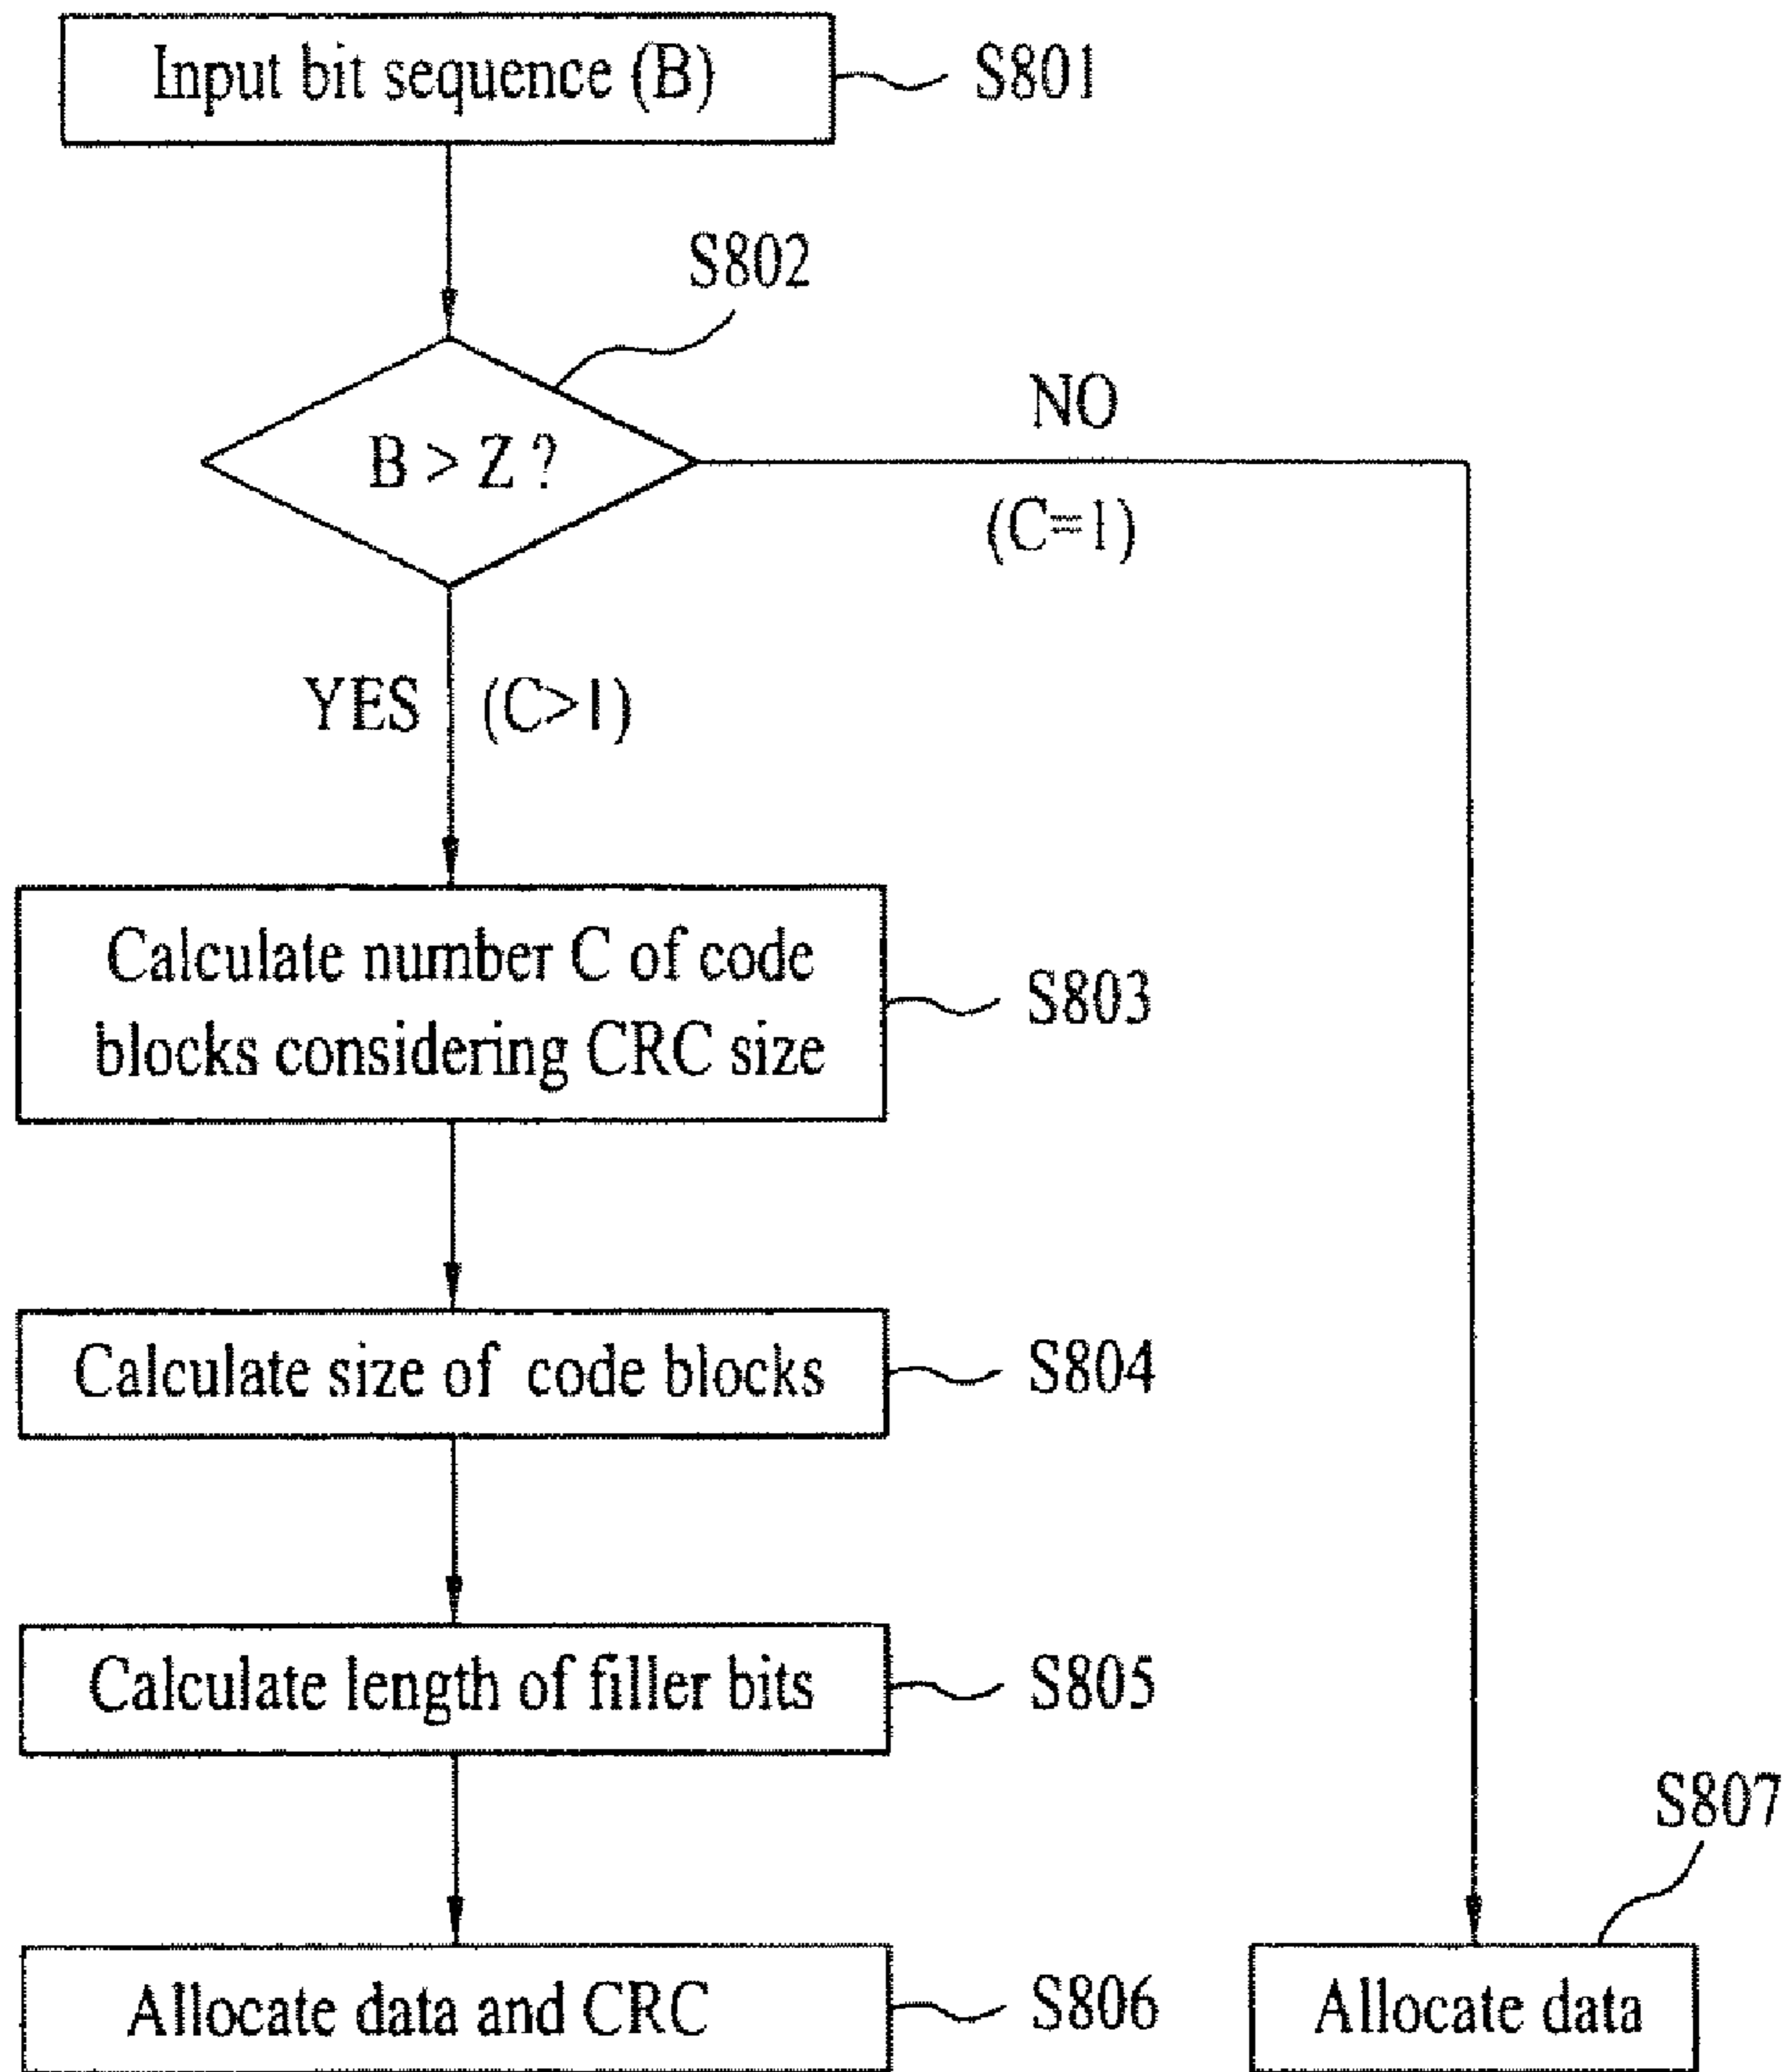 Input bit sequence (B)
S801
S802
B > Z ?
NO
(C=1)
YES (C>1)
Calculate number C of code
blocks considering CRC size
S803
Calculate size of code blocks
S804
Calculate length of filler bits
S805
S807
Allocate data and CRC
S806
Allocate data